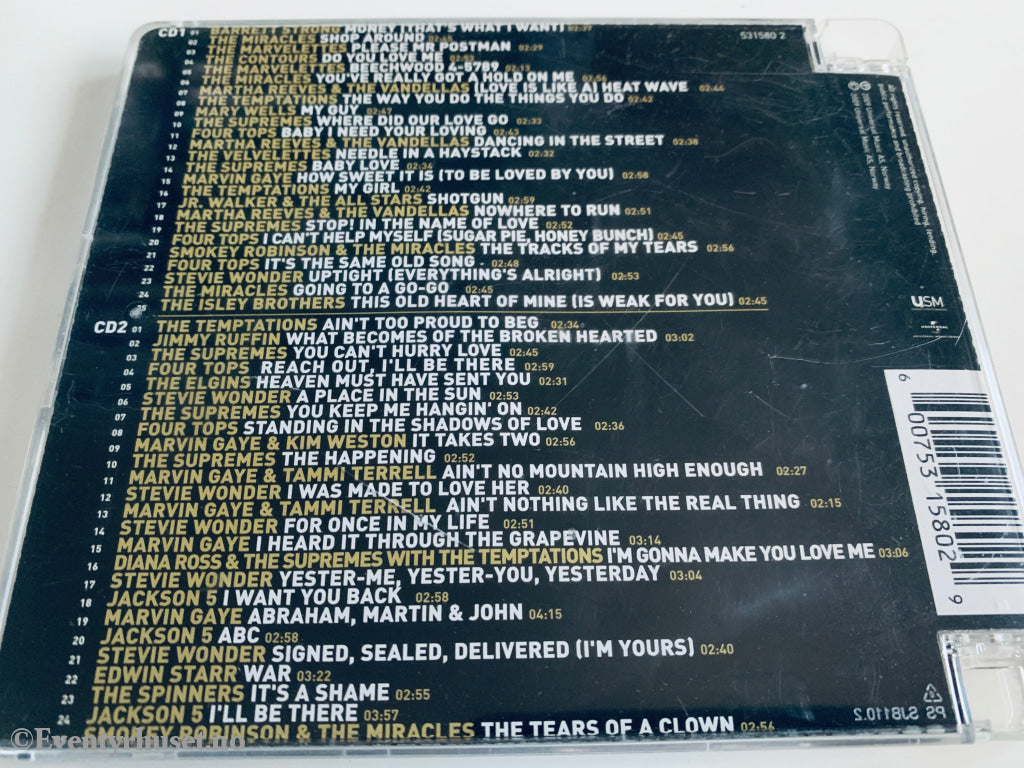 CD1 01 BARRETT STRONG MONEY (THAT'S WHAT I WANT) 02:37
02 THE MIRACLES SHOP AROUND 02:45
03 THE MARVELETTES PLEASE MR POSTMAN 02:29
04 THE CONTOURS DO YOU LOVE ME 02:53
05 THE MARVELETTES BEECHWOOD 4-5789 02:13
06 THE MIRACLES YOU'VE REALLY GOT A HOLD ON ME 02:56
07 MARTHA REEVES & THE VANDELLAS (LOVE IS LIKE A) HEAT WAVE 02:44
08 THE TEMPTATIONS THE WAY YOU DO THE THINGS YOU DO 02:42
09 MARY WELLS MY GUY 02:47
10 THE SUPREMES WHERE DID OUR LOVE GO 02:33
11 FOUR TOPS BABY I NEED YOUR LOVING 02:43
12 MARTHA REEVES & THE VANDELLAS DANCING IN THE STREET 02:38
13 THE VELVELETTES NEEDLE IN A HAYSTACK 02:32
14 THE SUPREMES BABY LOVE 02:34
15 MARVIN GAYE HOW SWEET IT IS (TO BE LOVED BY YOU) 02:58
16 THE TEMPTATIONS MY GIRL 02:42
17 JR. WALKER & THE ALL STARS SHOTGUN 02:59
18 MARTHA REEVES & THE VANDELLAS NOWHERE TO RUN 02:51
19 THE SUPREMES STOP! IN THE NAME OF LOVE 02:52
20 FOUR TOPS I CAN'T HELP MYSELF (SUGAR PIE, HONEY BUNCH) 02:45
21 SMOKEY ROBINSON & THE MIRACLES THE TRACKS OF MY TEARS 02:56
22 FOUR TOPS IT'S THE SAME OLD SONG 02:48
23 STEVIE WONDER UPTIGHT (EVERYTHING'S ALRIGHT) 02:53
24 THE MIRACLES GOING TO A GO-GO 02:45
25 THE ISLEY BROTHERS THIS OLD HEART OF MINE (IS WEAK FOR YOU) 02:45
CD2 01 THE TEMPTATIONS AIN'T TOO PROUD TO BEG 02:34
02 JIMMY RUFFIN WHAT BECOMES OF THE BROKEN HEARTED 03:02
03 THE SUPREMES YOU CAN'T HURRY LOVE 02:45
04 FOUR TOPS REACH OUT, I'LL BE THERE 02:59
05 THE ELGINS HEAVEN MUST HAVE SENT YOU 02:31
06 STEVIE WONDER A PLACE IN THE SUN 02:53
07 THE SUPREMES YOU KEEP ME HANGIN' ON 02:42
08 FOUR TOPS STANDING IN THE SHADOWS OF LOVE 02:36
09 MARVIN GAYE & KIM WESTON IT TAKES TWO 02:56
10 THE SUPREMES THE HAPPENING 02:52
11 MARVIN GAYE & TAMMI TERRELL AIN'T NO MOUNTAIN HIGH ENOUGH 02:27
12 STEVIE WONDER I WAS MADE TO LOVE HER 02:40
13 MARVIN GAYE & TAMMI TERRELL AIN'T NOTHING LIKE THE REAL THING 02:15
14 STEVIE WONDER FOR ONCE IN MY LIFE 02:51
15 MARVIN GAYE I HEARD IT THROUGH THE GRAPEVINE 03:14
16 DIANA ROSS & THE SUPREMES WITH THE TEMPTATIONS I'M GONNA MAKE YOU LOVE ME 03:06
17 STEVIE WONDER YESTER-ME, YESTER-YOU, YESTERDAY 03:04
18 JACKSON 5 I WANT YOU BACK 02:58
19 MARVIN GAYE ABRAHAM, MARTIN & JOHN 04:15
20 JACKSON 5 ABC 02:58
21 STEVIE WONDER SIGNED, SEALED, DELIVERED (I'M YOURS) 02:40
22 EDWIN STARR WAR 03:22
23 THE SPINNERS IT'S A SHAME 02:55
24 JACKSON 5 I'LL BE THERE 03:57
SMOKEY ROBINSON & THE MIRACLES THE TEARS OF A CLOWN 02:56
531580 2
All rights reserved, unauthorized copying, hiring, lending,
public performance and broadcasting prohibited
Universal Music AS, Norway
Universal Music AS, Norway
USM
UNIVERSAL
6 00753 15802 9
PS SJB110.2
©Eventyrhuset.no